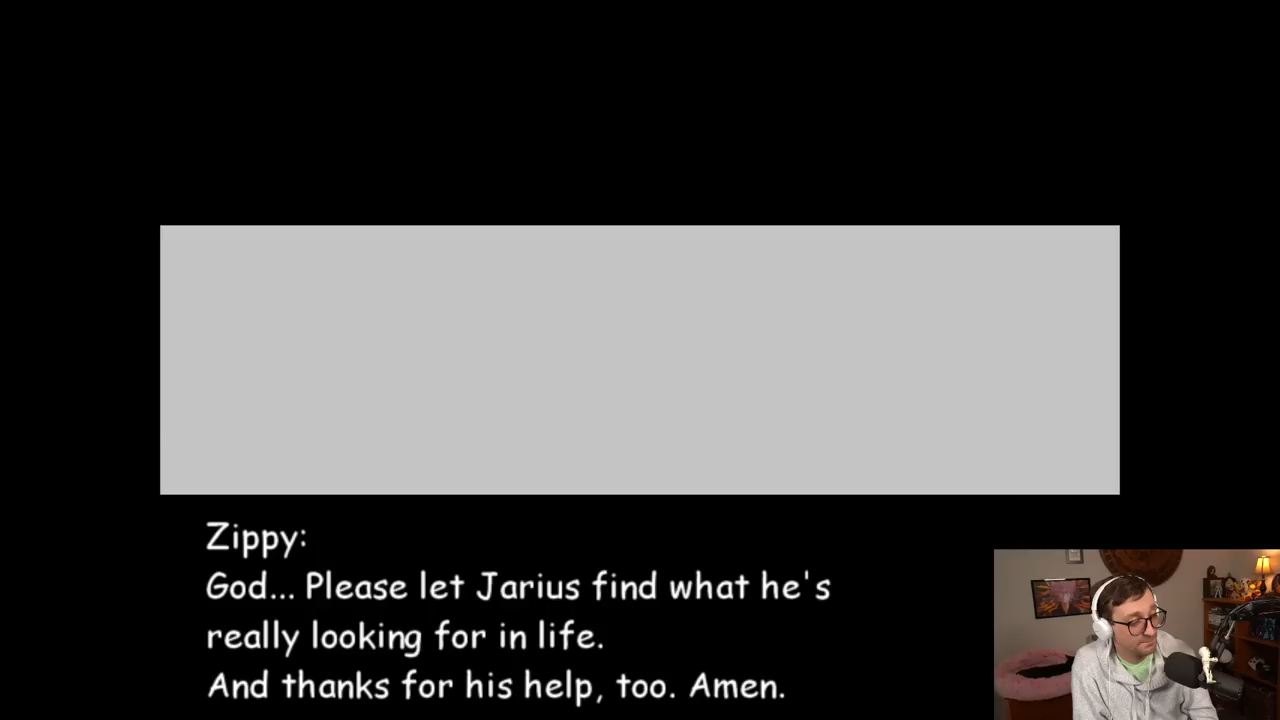 Zippy:
God... Please let Jarius find what he's
really looking for in life.
And thanks for his help, too. Amen.